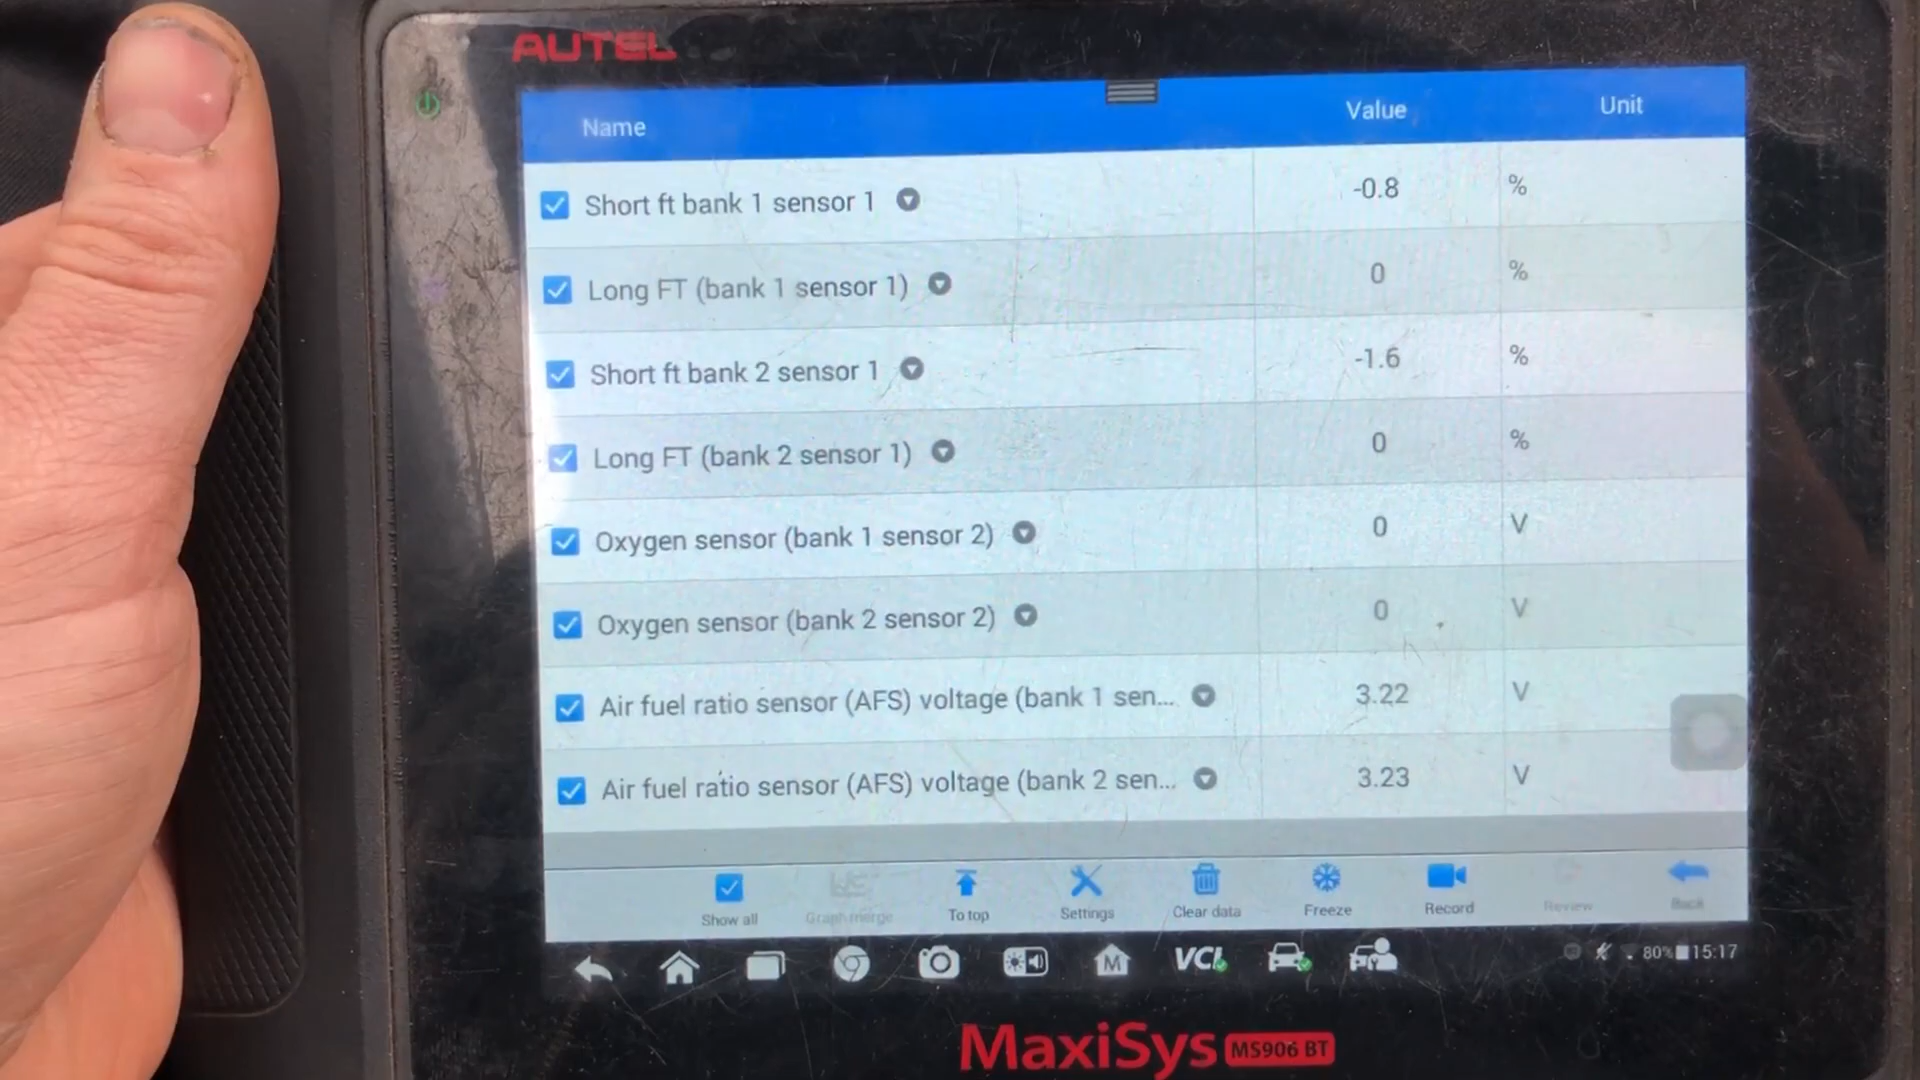 AUTEL
Name Value Unit
Short ft bank 1 sensor 1 -0.8 %
Long FT (bank 1 sensor 1) 0 %
Short ft bank 2 sensor 1 -1.6 %
Long FT (bank 2 sensor 1) 0 %
Oxygen sensor (bank 1 sensor 2) 0 V
Oxygen sensor (bank 2 sensor 2) 0 V
Air fuel ratio sensor (AFS) voltage (bank 1 sen... 3.22 V
Air fuel ratio sensor (AFS) voltage (bank 2 sen... 3.23 V
Show all Graph merge To top Settings Clear data Freeze Record Review Back
M VCI 80% 15:17
MaxiSys MS906 BT